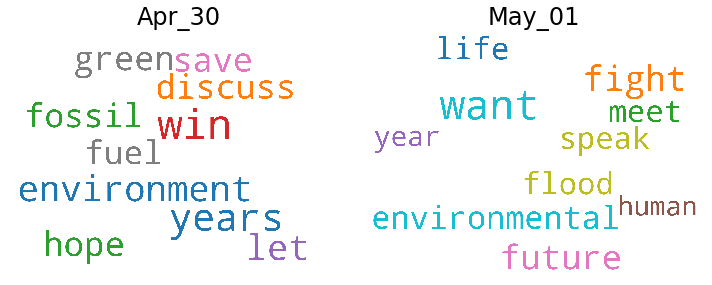 Apr_30
green save
discuss
fossil win
fuel
environment
years
hope let
May_01
life
fight
want meet
year speak
flood
human
environmental
future